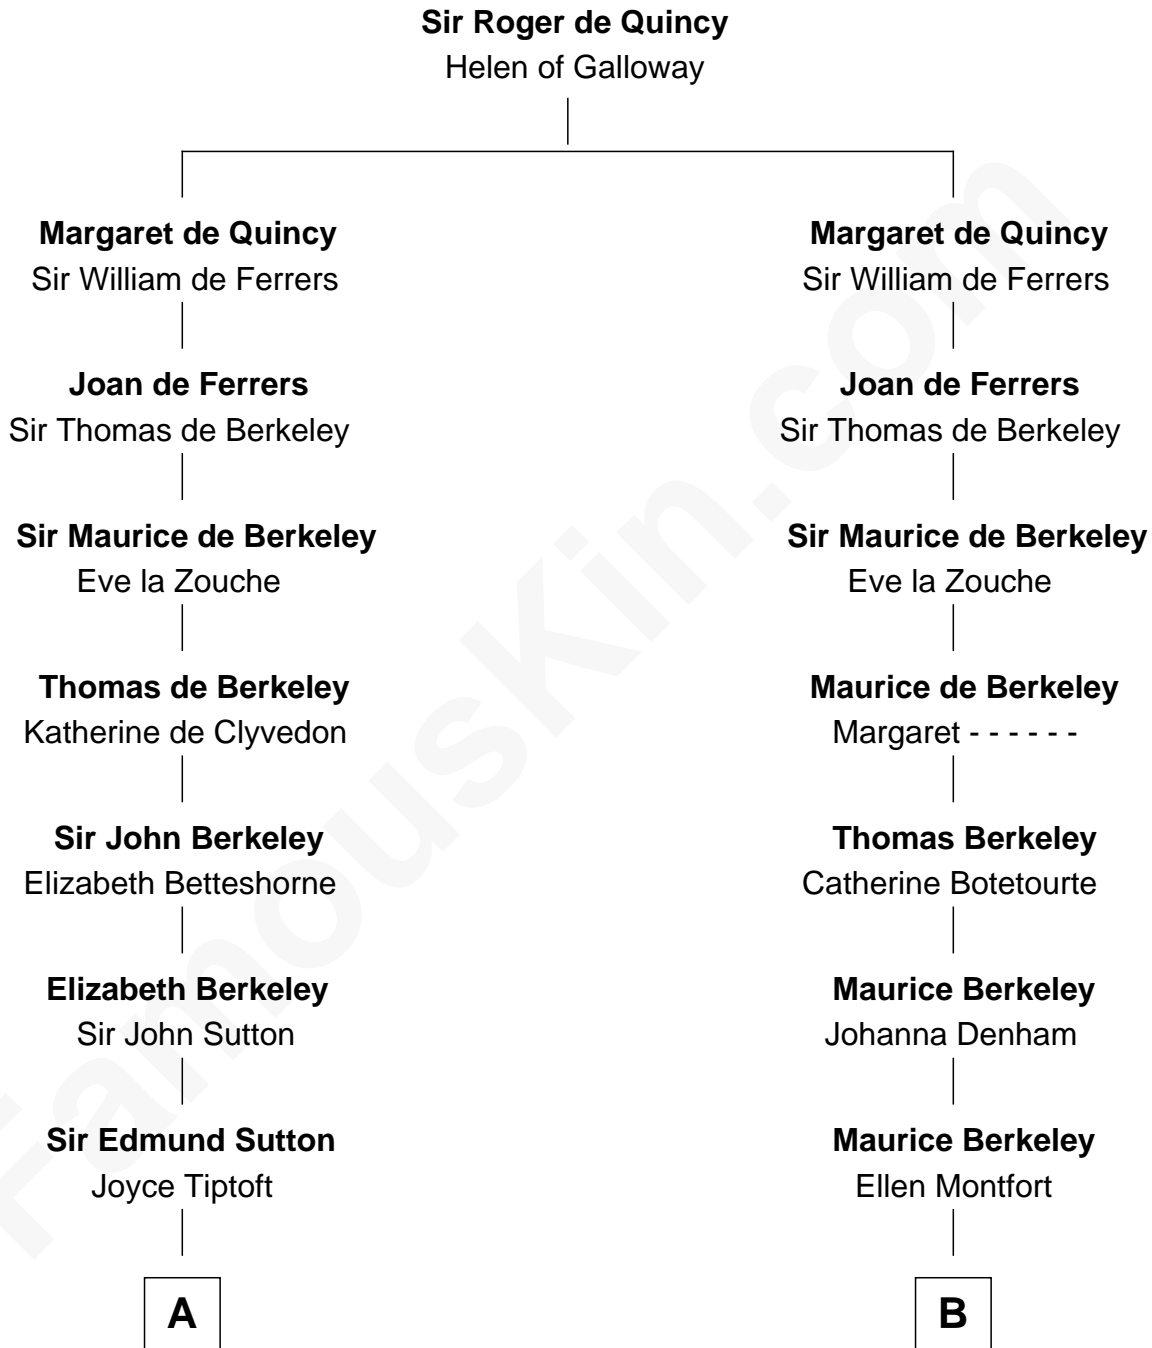 Sir Roger de Quincy
Helen of Galloway
Margaret de Quincy
Sir William de Ferrers
Margaret de Quincy
Sir William de Ferrers
Joan de Ferrers
Sir Thomas de Berkeley
Joan de Ferrers
Sir Thomas de Berkeley
Sir Maurice de Berkeley
Eve la Zouche
Sir Maurice de Berkeley
Eve la Zouche
Thomas de Berkeley
Katherine de Clyvedon
Maurice de Berkeley
Margaret - - - - - -
Sir John Berkeley
Elizabeth Betteshorne
Thomas Berkeley
Catherine Botetourte
Elizabeth Berkeley
Sir John Sutton
Maurice Berkeley
Johanna Denham
Sir Edmund Sutton
Joyce Tiptoft
Maurice Berkeley
Ellen Montfort
A
B
FamousKin.com